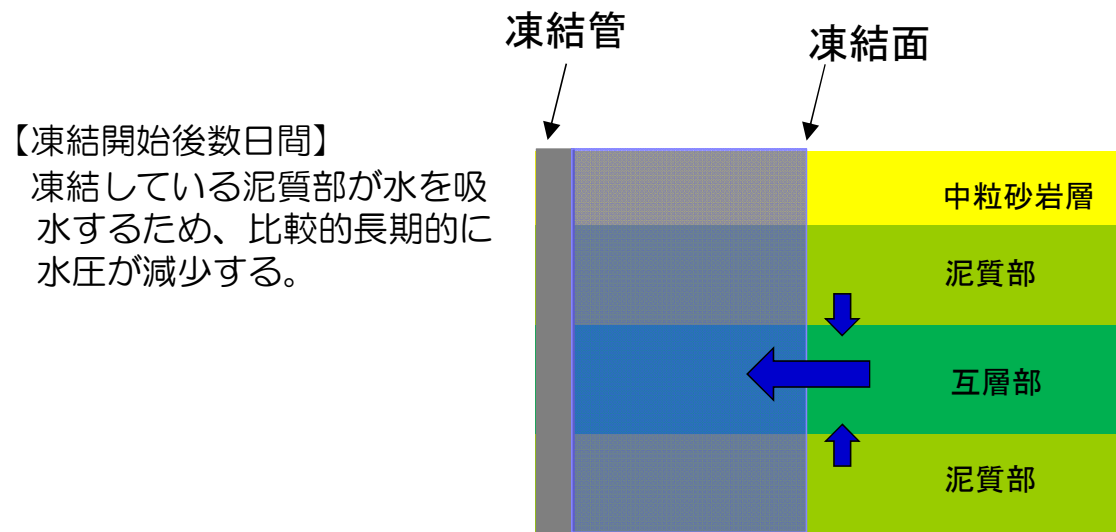 凍結管
凍結面
【凍結開始後数日間】
凍結している泥質部が水を吸
水するため、比較的長期的に
水圧が減少する。
中粒砂岩層
泥質部
互層部
泥質部